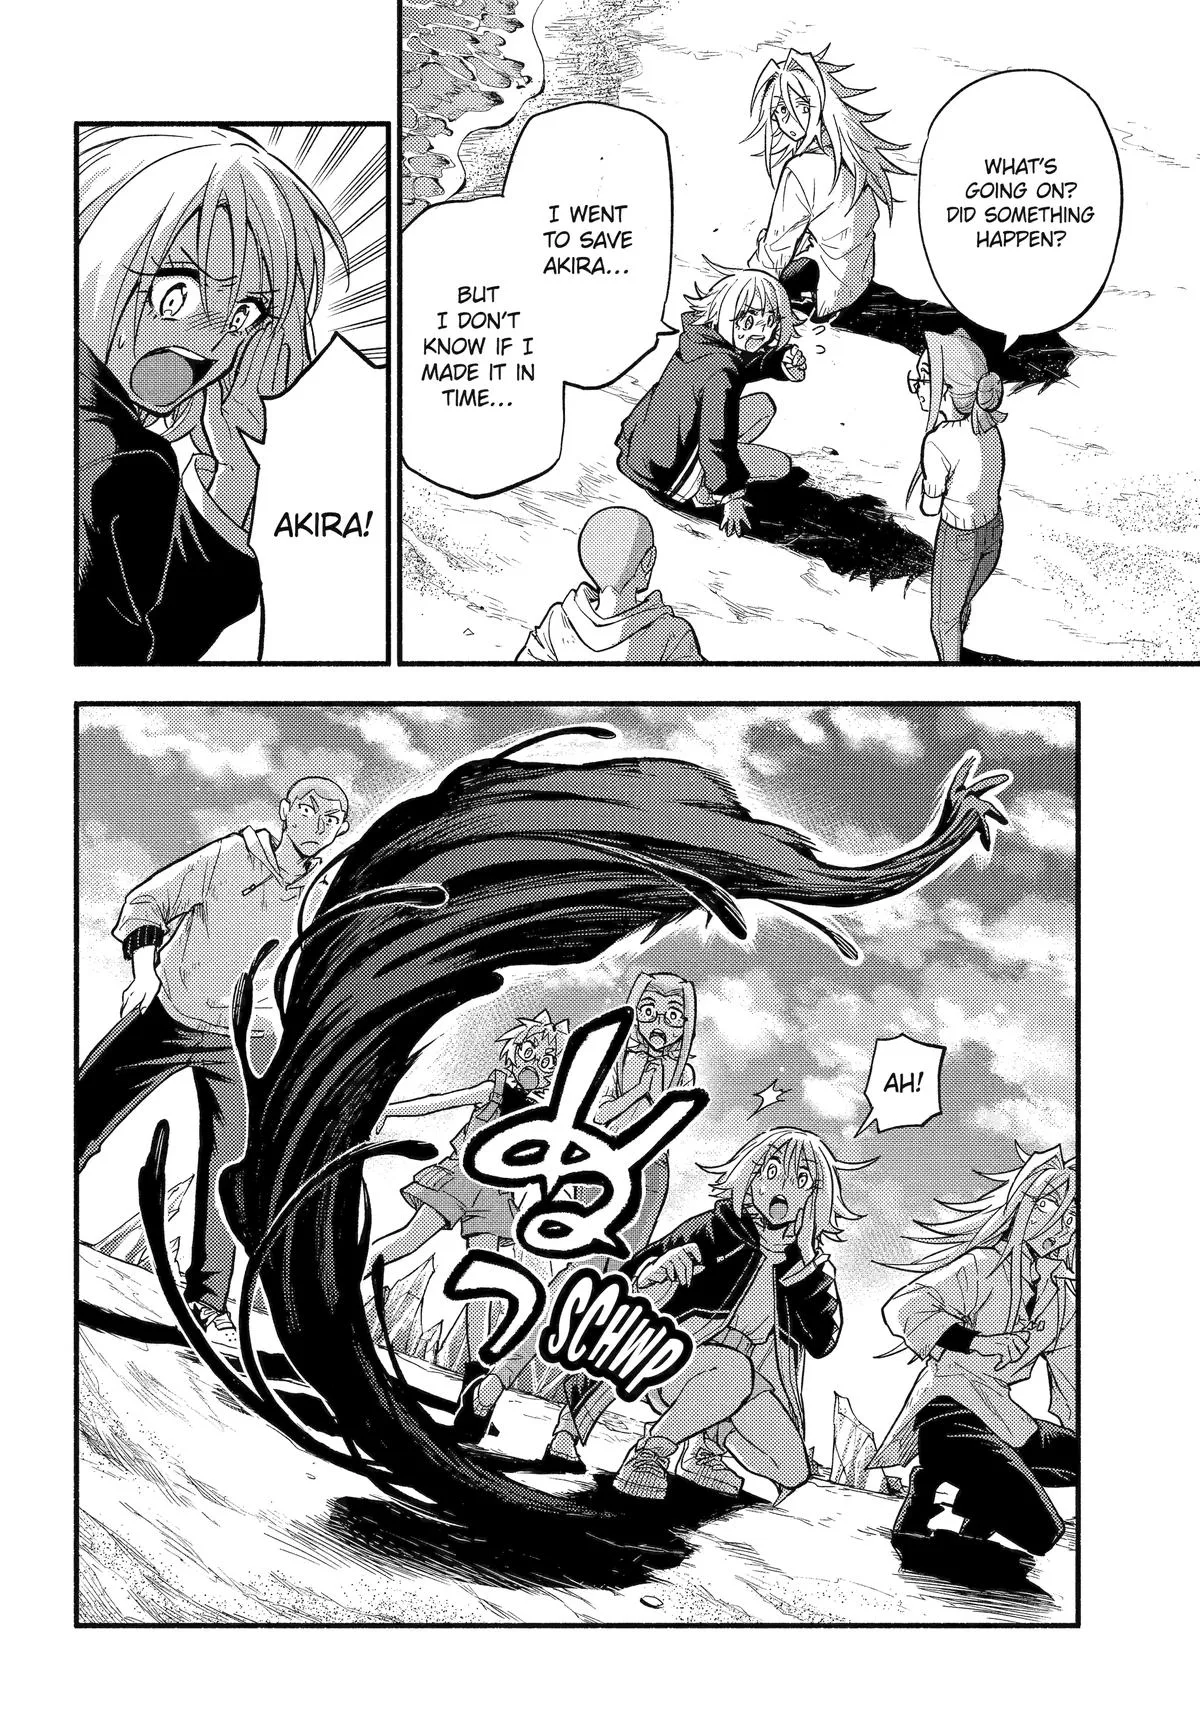 WHAT'S
GOING ON?
DID SOMETHING
HAPPEN?
I WENT
TO SAVE
AKIRA...
BUT
I DON'T
KNOW IF I
MADE IT IN
TIME...
AKIRA!
AH!
ぬっ
SCHWP